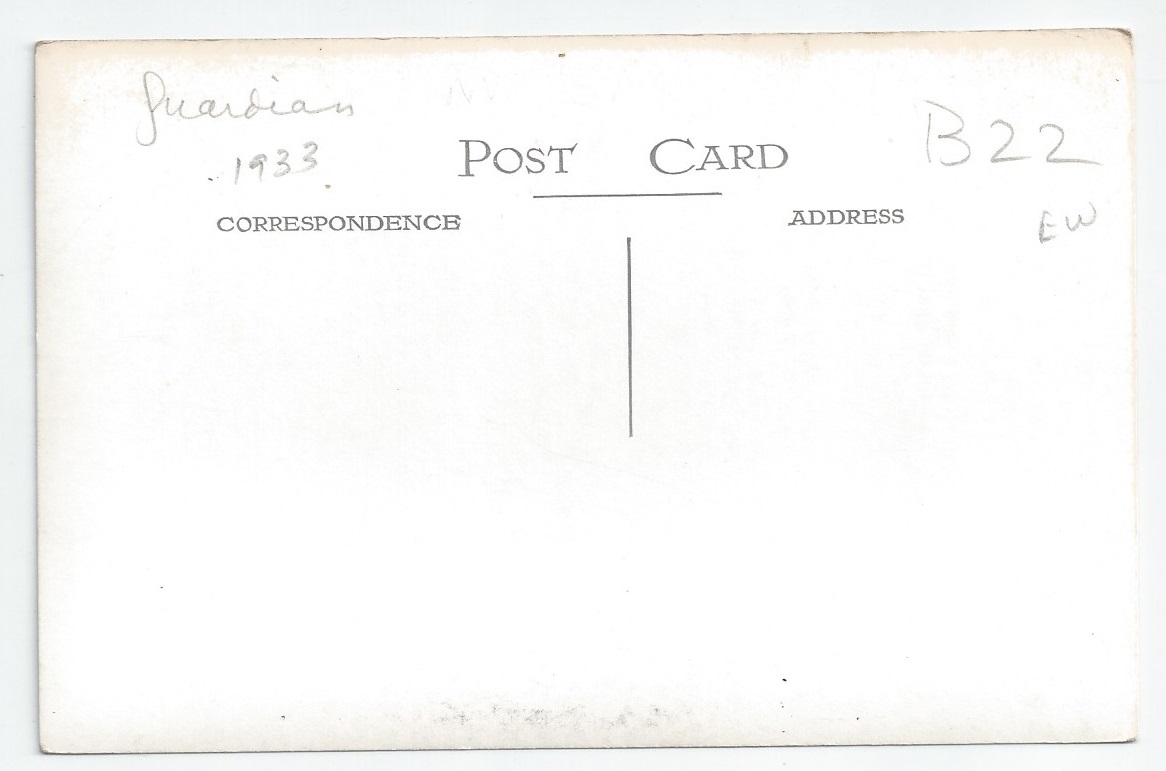 Guardian
1933
POST CARD
B22
CORRESPONDENCE
ADDRESS
EW